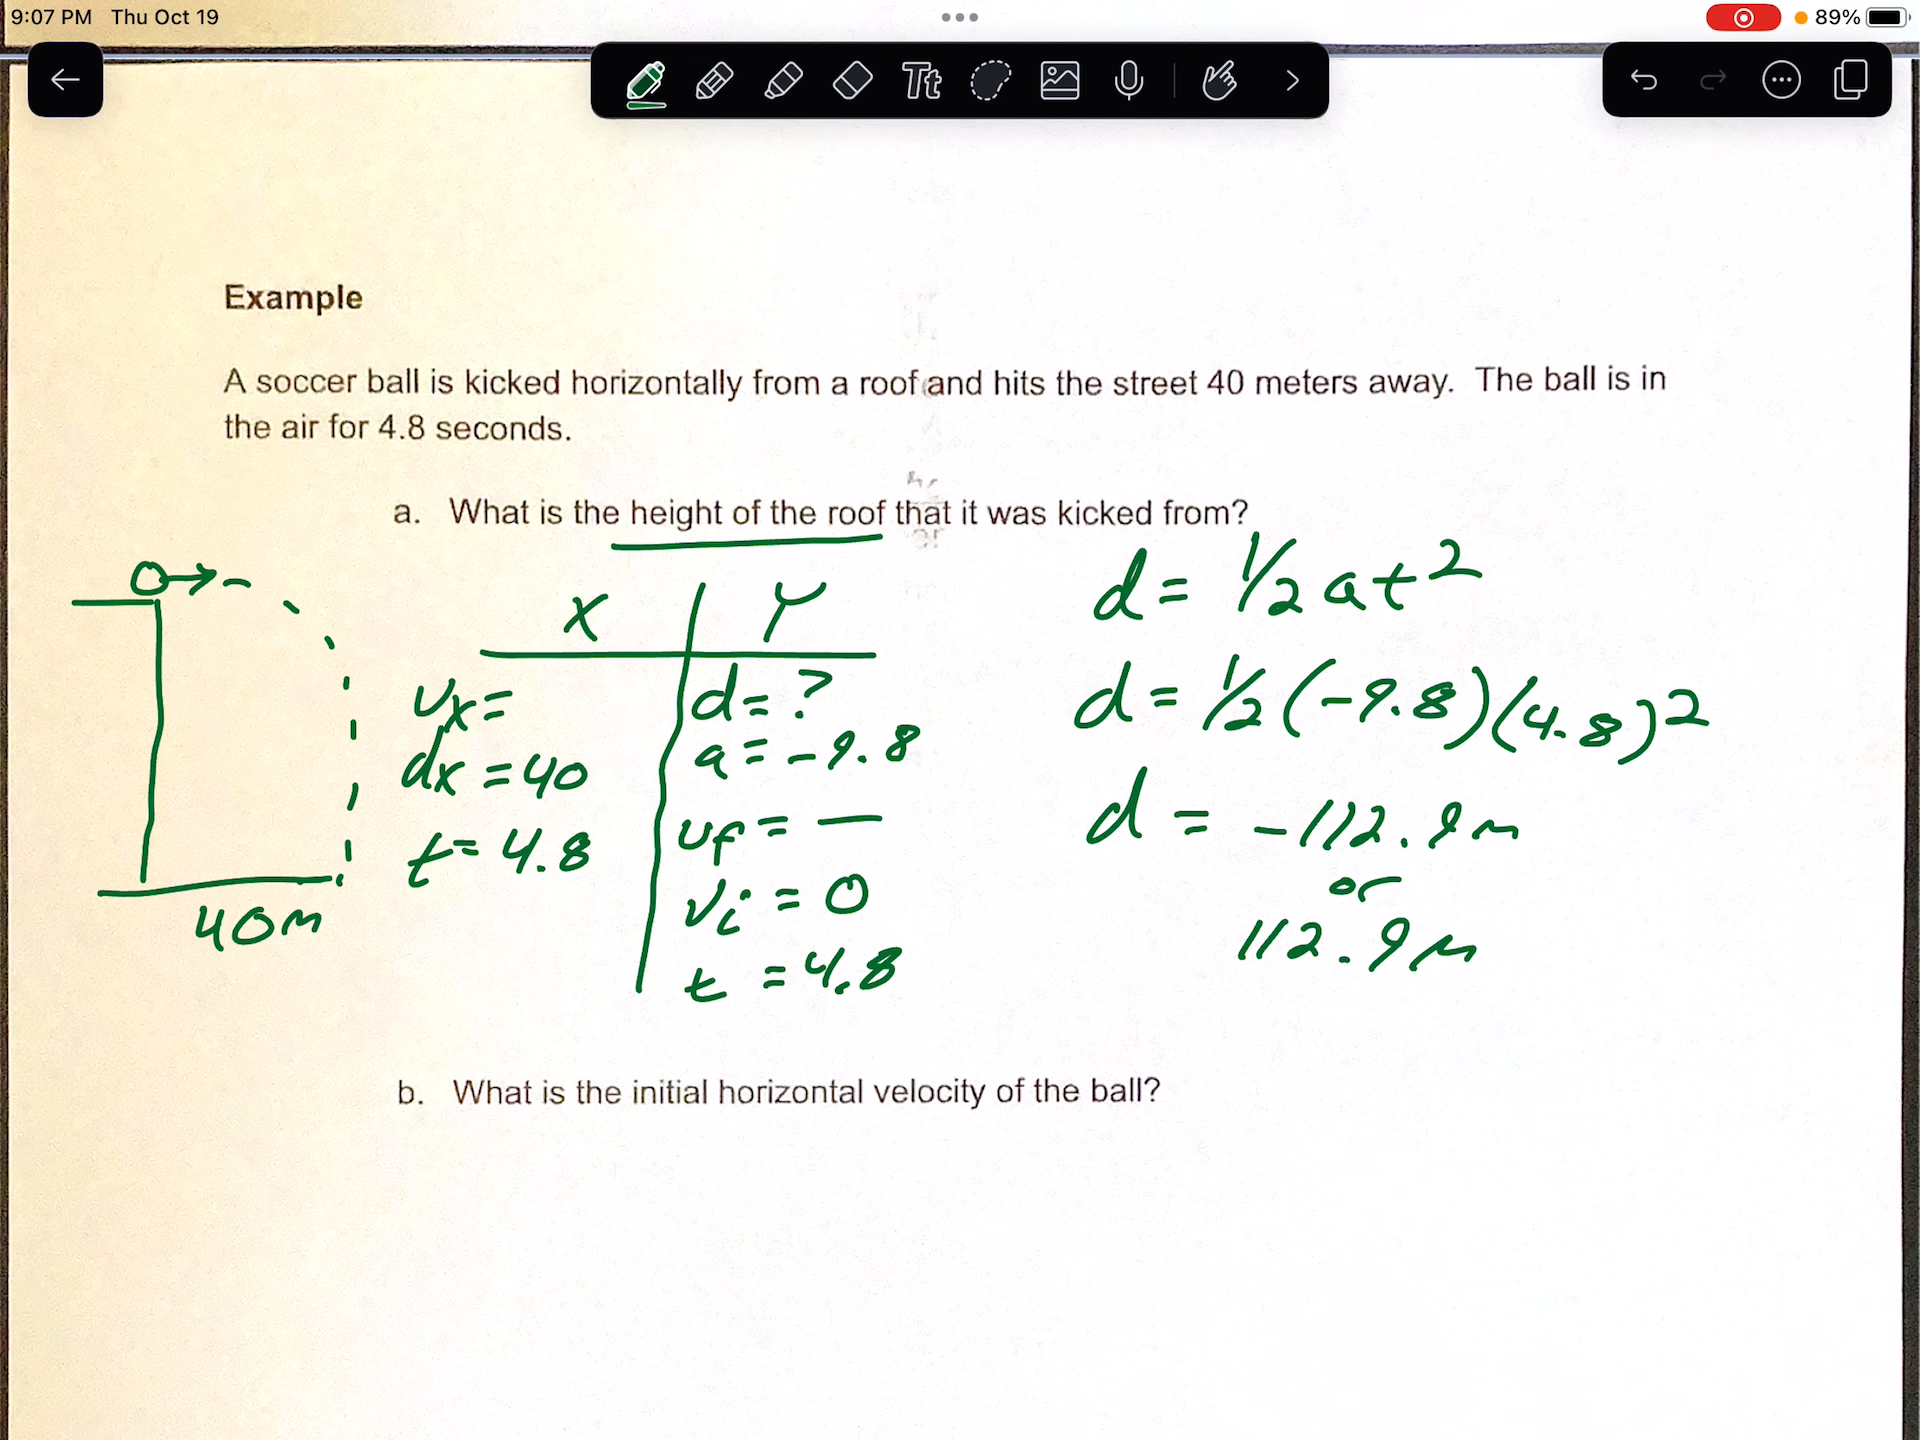 9:07 PM Thu Oct 19
89%
Tt
Example
A soccer ball is kicked horizontally from a roof and hits the street 40 meters away. The ball is in
the air for 4.8 seconds.
a. What is the height of the roof that it was kicked from?
40m
X Y
vx=
dx = 40
t = 4.8
d = ?
a = -9.8
vf = —
vi = 0
t = 4.8
d = 1/2 at²
d = 1/2 (-9.8)(4.8)²
d = -112.9m
or
112.9m
b. What is the initial horizontal velocity of the ball?